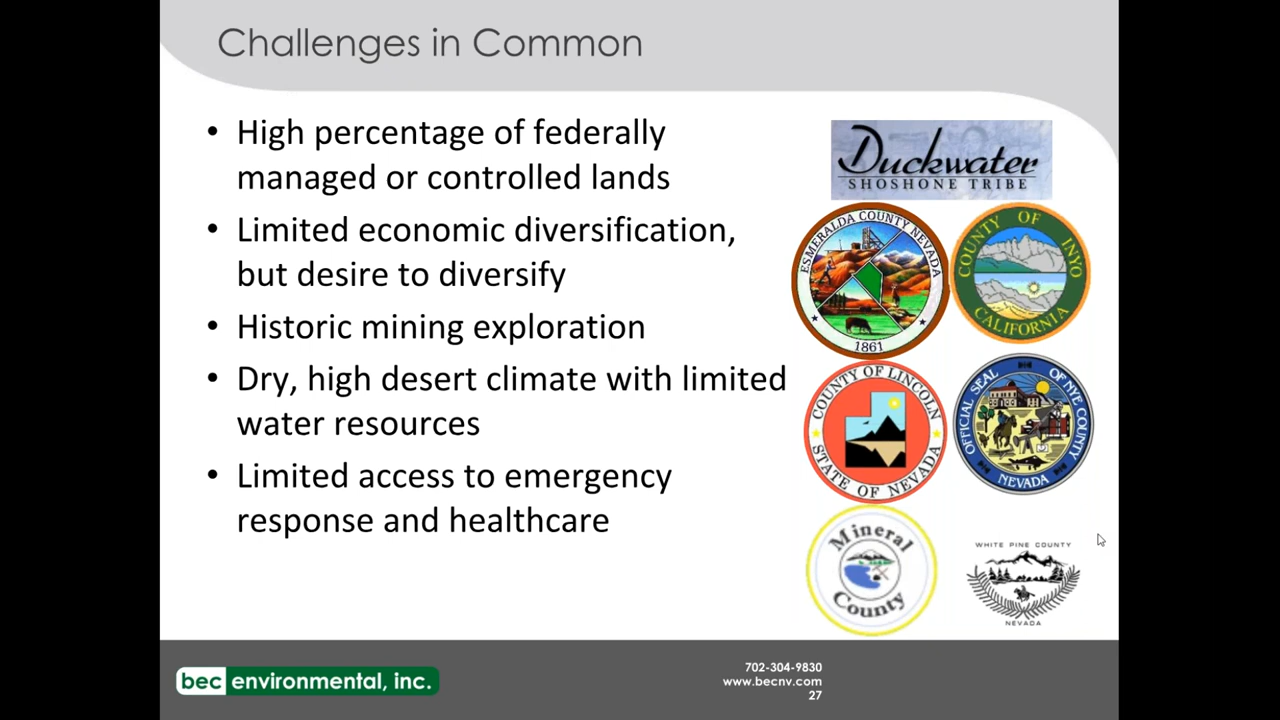 Challenges in Common
• High percentage of federally
managed or controlled lands
• Limited economic diversification,
but desire to diversify
• Historic mining exploration
• Dry, high desert climate with limited
water resources
• Limited access to emergency
response and healthcare
Duckwater
SHOSHONE TRIBE
ESMERALDA COUNTY NEVADA
1861
COUNTY OF INYO
CALIFORNIA
COUNTY OF LINCOLN
STATE OF NEVADA
OFFICIAL SEAL OF NYE COUNTY
NEVADA
Mineral
County
WHITE PINE COUNTY
NEVADA
bec environmental, inc.
702-304-9830
www.becnv.com
27